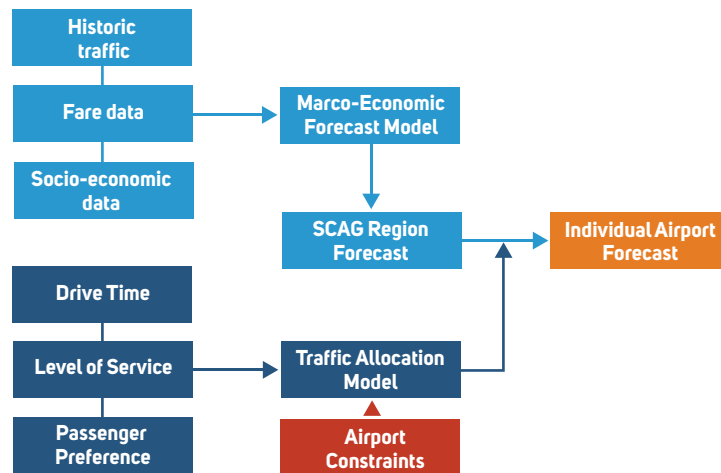 Historic
traffic
Fare data
Socio-economic
data
Marco-Economic
Forecast Model
SCAG Region
Forecast
Individual Airport
Forecast
Drive Time
Level of Service
Passenger
Preference
Traffic Allocation
Model
Airport
Constraints